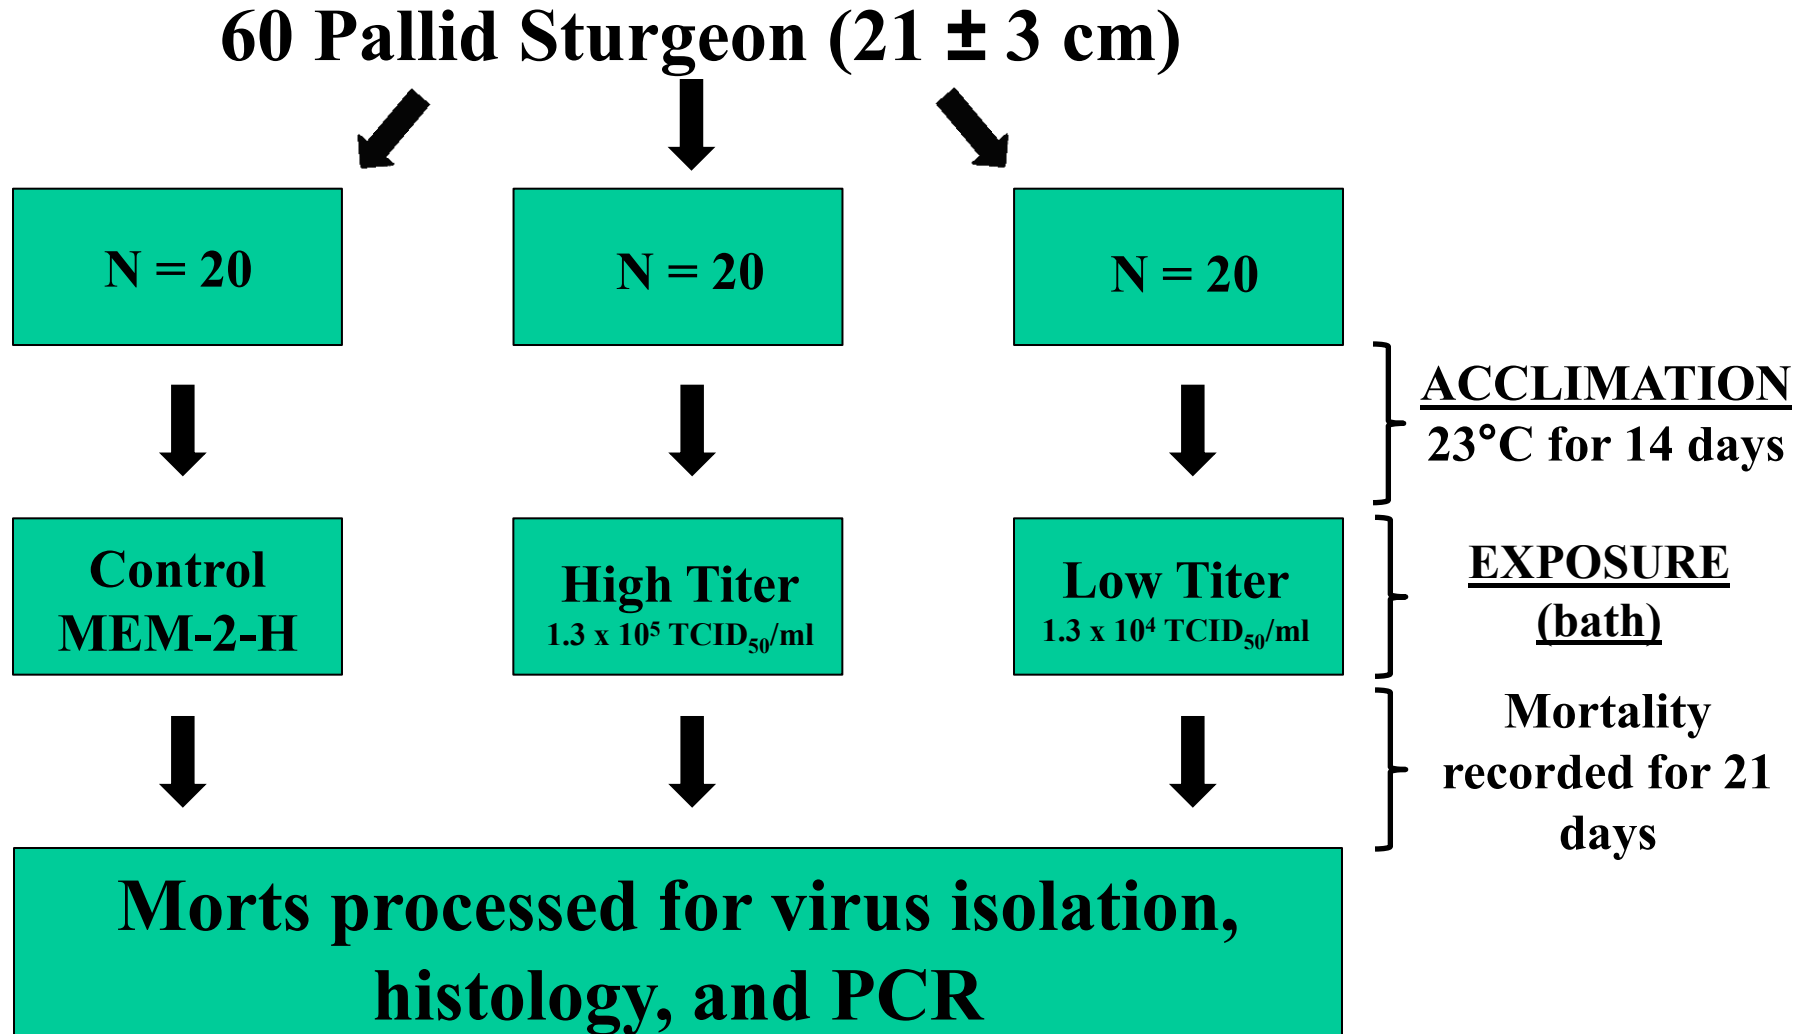 60 Pallid Sturgeon (21 ± 3 cm)
N = 20
N = 20
N = 20
ACCLIMATION
23°C for 14 days
Control
MEM-2-H
High Titer
1.3 x 10⁵ TCID₅₀/ml
Low Titer
1.3 x 10⁴ TCID₅₀/ml
EXPOSURE
(bath)
Mortality
recorded for 21
days
Morts processed for virus isolation,
histology, and PCR